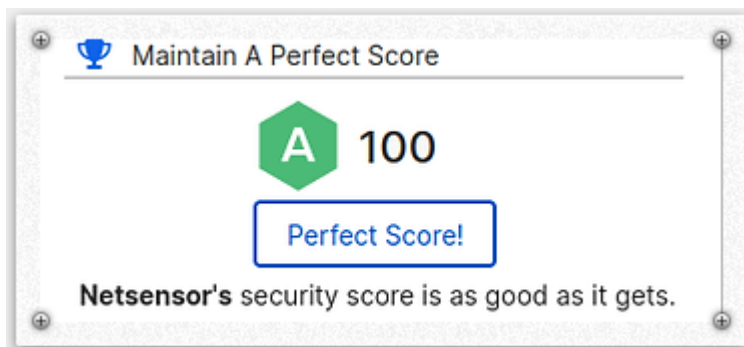 Maintain A Perfect Score
A 100
Perfect Score!
Netsensor's security score is as good as it gets.